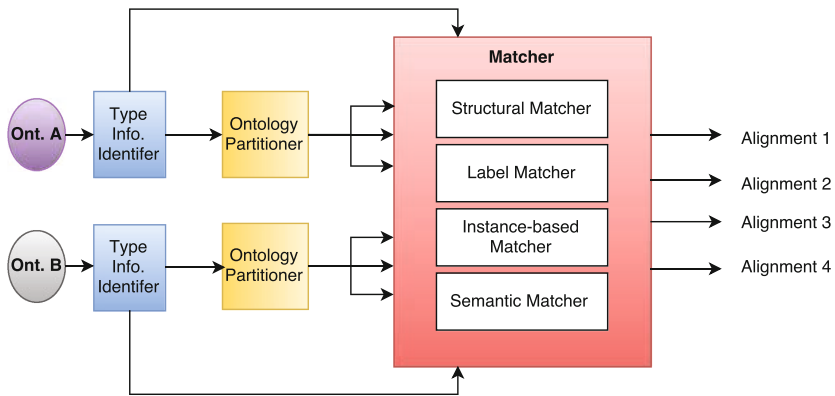 Matcher
Ont. A
Type
Info.
Identifer
Ontology
Partitioner
Structural Matcher
Label Matcher
Instance-based
Matcher
Semantic Matcher
Ont. B
Type
Info.
Identifer
Ontology
Partitioner
Alignment 1
Alignment 2
Alignment 3
Alignment 4